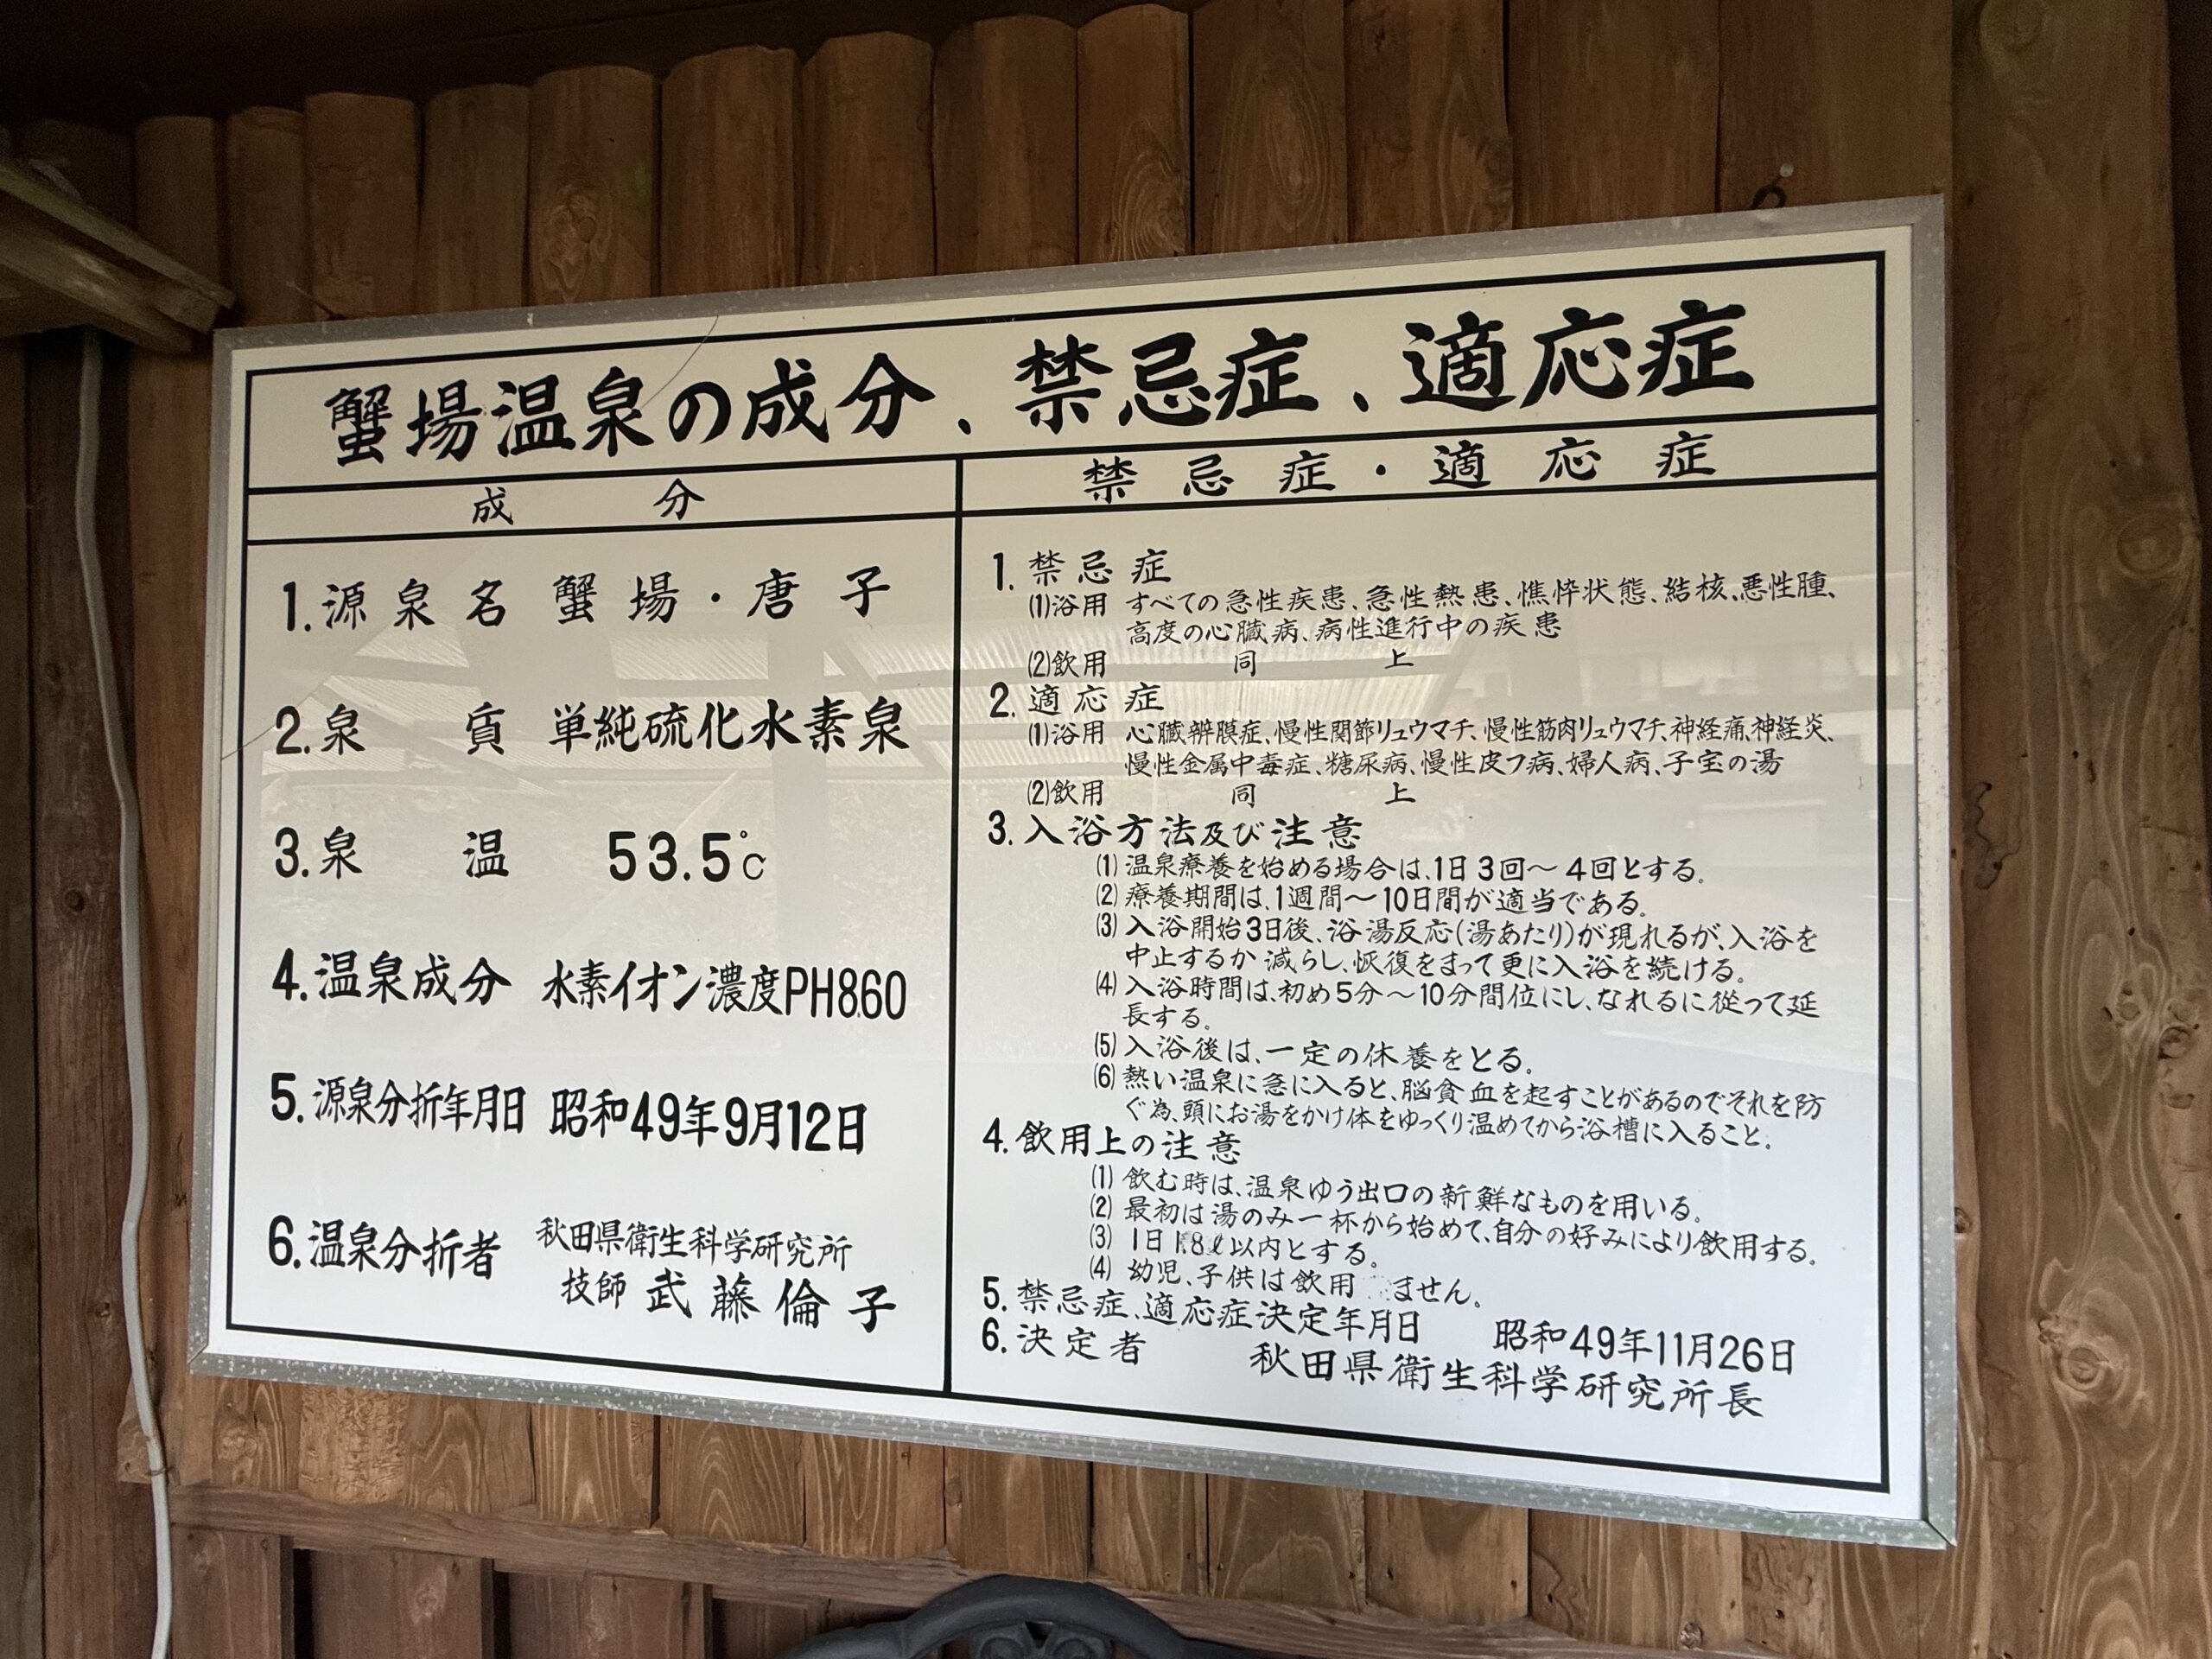 蟹場温泉の成分、禁忌症、適応症
成分
1.源泉名 蟹場・唐子
2.泉質 単純硫化水素泉
3.泉温 53.5℃
4.温泉成分 水素イオン濃度PH8.60
5.源泉分折年月日 昭和49年9月12日
6.温泉分折者 秋田県衛生科学研究所
技師 武藤倫子
禁忌症・適応症
1.禁忌症
(1)浴用 すべての急性疾患、急性熱患、憔悴状態、結核、悪性腫、
高度の心臓病、病性進行中の疾患
(2)飲用 同上
2.適応症
(1)浴用 心臓辨膜症、慢性関節リュウマチ、慢性筋肉リュウマチ、神経痛、神経炎、
慢性金属中毒症、糖尿病、慢性皮フ病、婦人病、子宝の湯
(2)飲用 同上
3.入浴方法及び注意
(1)温泉療養を始める場合は、1日3回〜4回とする。
(2)療養期間は、1週間〜10日間が適当である。
(3)入浴開始3日後、浴湯反応(湯あたり)が現れるが、入浴を
中止するか減らし、恢復をまって更に入浴を続ける。
(4)入浴時間は、初め5分〜10分間位にし、なれるに従って延
長する。
(5)入浴後は、一定の休養をとる。
(6)熱い温泉に急に入ると、脳貧血を起すことがあるのでそれを防
ぐ為、頭にお湯をかけ体をゆっくり温めてから浴槽に入ること。
4.飲用上の注意
(1)飲む時は、温泉ゆう出口の新鮮なものを用いる。
(2)最初は湯のみ一杯から始めて、自分の好みにより飲用する。
(3)1日1.8ℓ以内とする。
(4)幼児、子供は飲用 ません。
5.禁忌症、適応症決定年月日 昭和49年11月26日
6.決定者 秋田県衛生科学研究所長